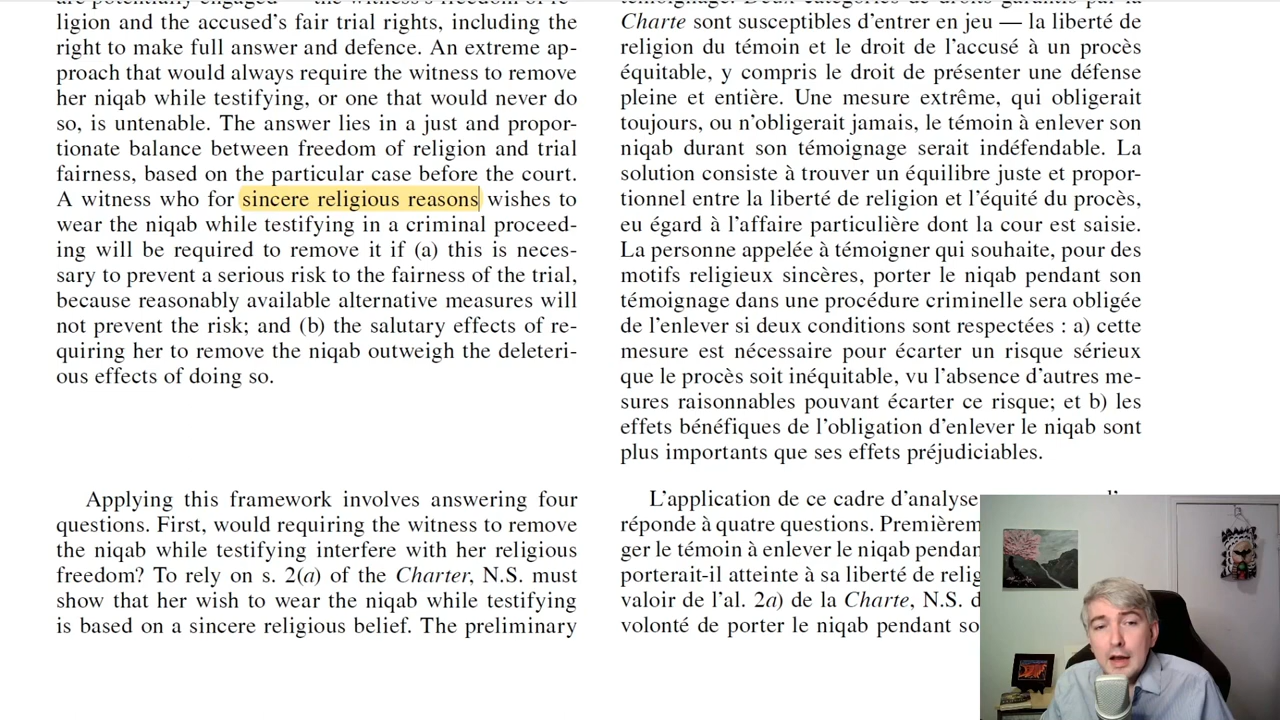 ligion and the accused's fair trial rights, including the
right to make full answer and defence. An extreme ap-
proach that would always require the witness to remove
her niqab while testifying, or one that would never do
so, is untenable. The answer lies in a just and propor-
tionate balance between freedom of religion and trial
fairness, based on the particular case before the court.
A witness who for sincere religious reasons wishes to
wear the niqab while testifying in a criminal proceed-
ing will be required to remove it if (a) this is neces-
sary to prevent a serious risk to the fairness of the trial,
because reasonably available alternative measures will
not prevent the risk; and (b) the salutary effects of re-
quiring her to remove the niqab outweigh the deleteri-
ous effects of doing so.
Applying this framework involves answering four
questions. First, would requiring the witness to remove
the niqab while testifying interfere with her religious
freedom? To rely on s. 2(a) of the Charter, N.S. must
show that her wish to wear the niqab while testifying
is based on a sincere religious belief. The preliminary
Charte sont susceptibles d'entrer en jeu — la liberté de
religion du témoin et le droit de l'accusé à un procès
équitable, y compris le droit de présenter une défense
pleine et entière. Une mesure extrême, qui obligerait
toujours, ou n'obligerait jamais, le témoin à enlever son
niqab durant son témoignage serait indéfendable. La
solution consiste à trouver un équilibre juste et propor-
tionnel entre la liberté de religion et l'équité du procès,
eu égard à l'affaire particulière dont la cour est saisie.
La personne appelée à témoigner qui souhaite, pour des
motifs religieux sincères, porter le niqab pendant son
témoignage dans une procédure criminelle sera obligée
de l'enlever si deux conditions sont respectées : a) cette
mesure est nécessaire pour écarter un risque sérieux
que le procès soit inéquitable, vu l'absence d'autres me-
sures raisonnables pouvant écarter ce risque; et b) les
effets bénéfiques de l'obligation d'enlever le niqab sont
plus importants que ses effets préjudiciables.
L'application de ce cadre d'analyse
réponde à quatre questions. Premièrem
ger le témoin à enlever le niqab pendan
porterait-il atteinte à sa liberté de relig
valoir de l'al. 2a) de la Charte, N.S. d
volonté de porter le niqab pendant so